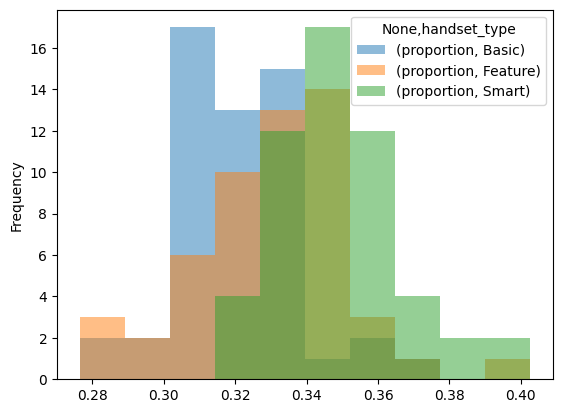 None,handset_type
(proportion, Basic)
(proportion, Feature)
(proportion, Smart)
Frequency
16
14
12
10
8
6
4
2
0
0.28 0.30 0.32 0.34 0.36 0.38 0.40